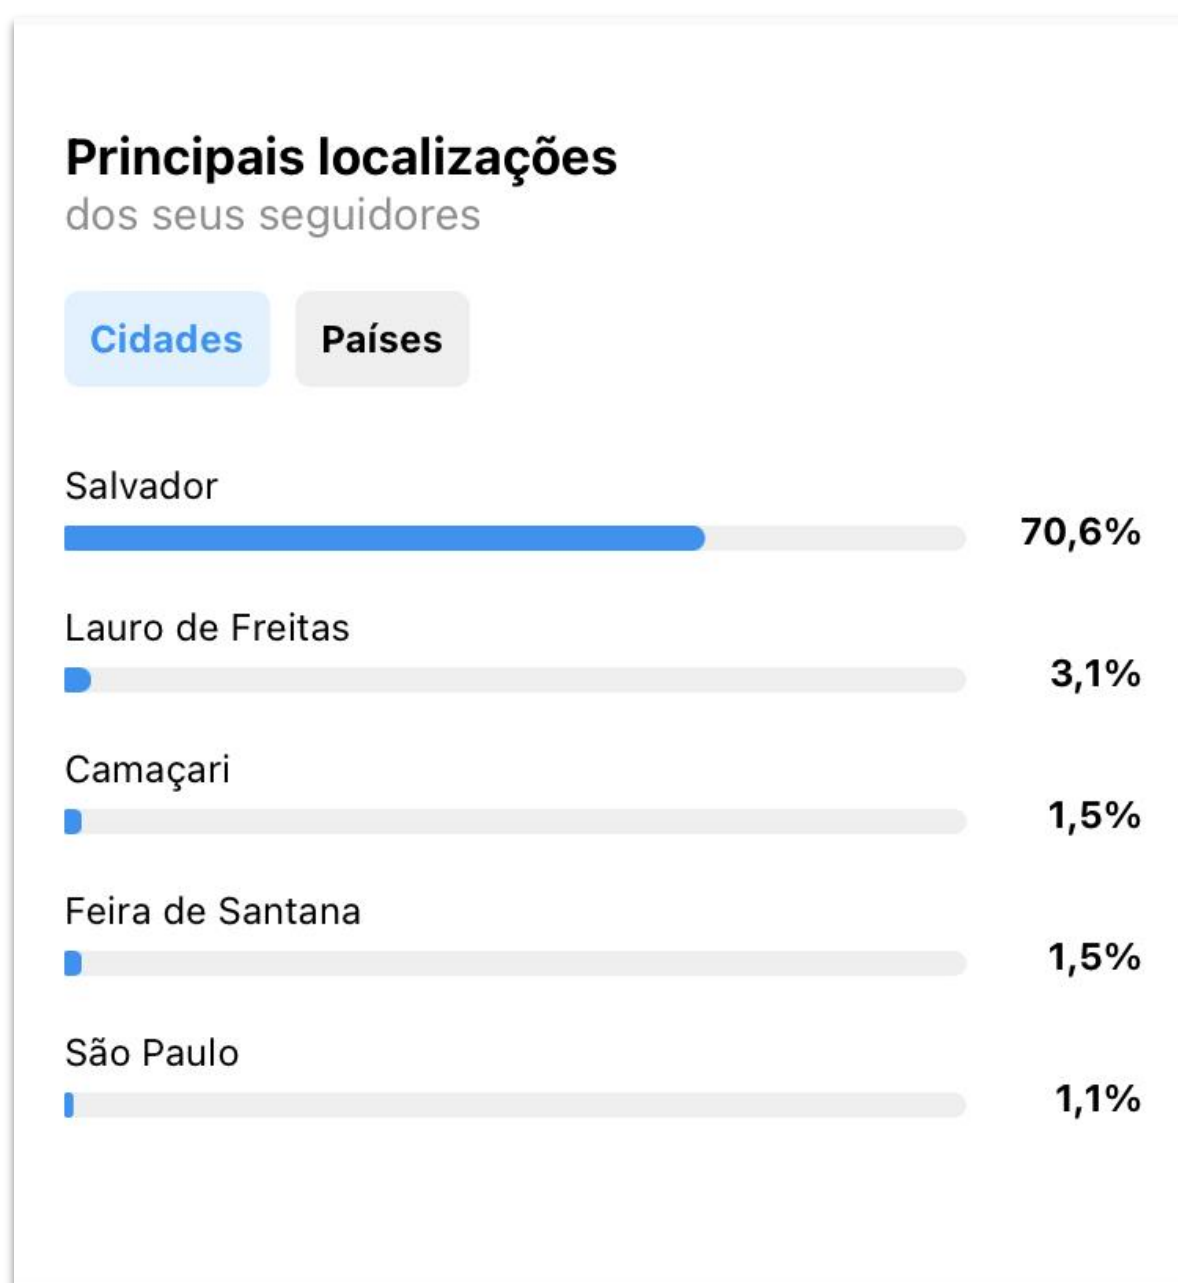 Principais localizações
dos seus seguidores
Cidades Países
Salvador
70,6%
Lauro de Freitas
3,1%
Camaçari
1,5%
Feira de Santana
1,5%
São Paulo
1,1%